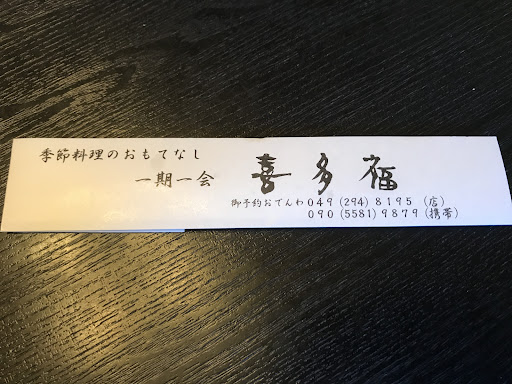 季節料理のおもてなし
一期一会 喜多福
御予約おでんわ049(294)8195(店)
090(5581)9879(携帯)